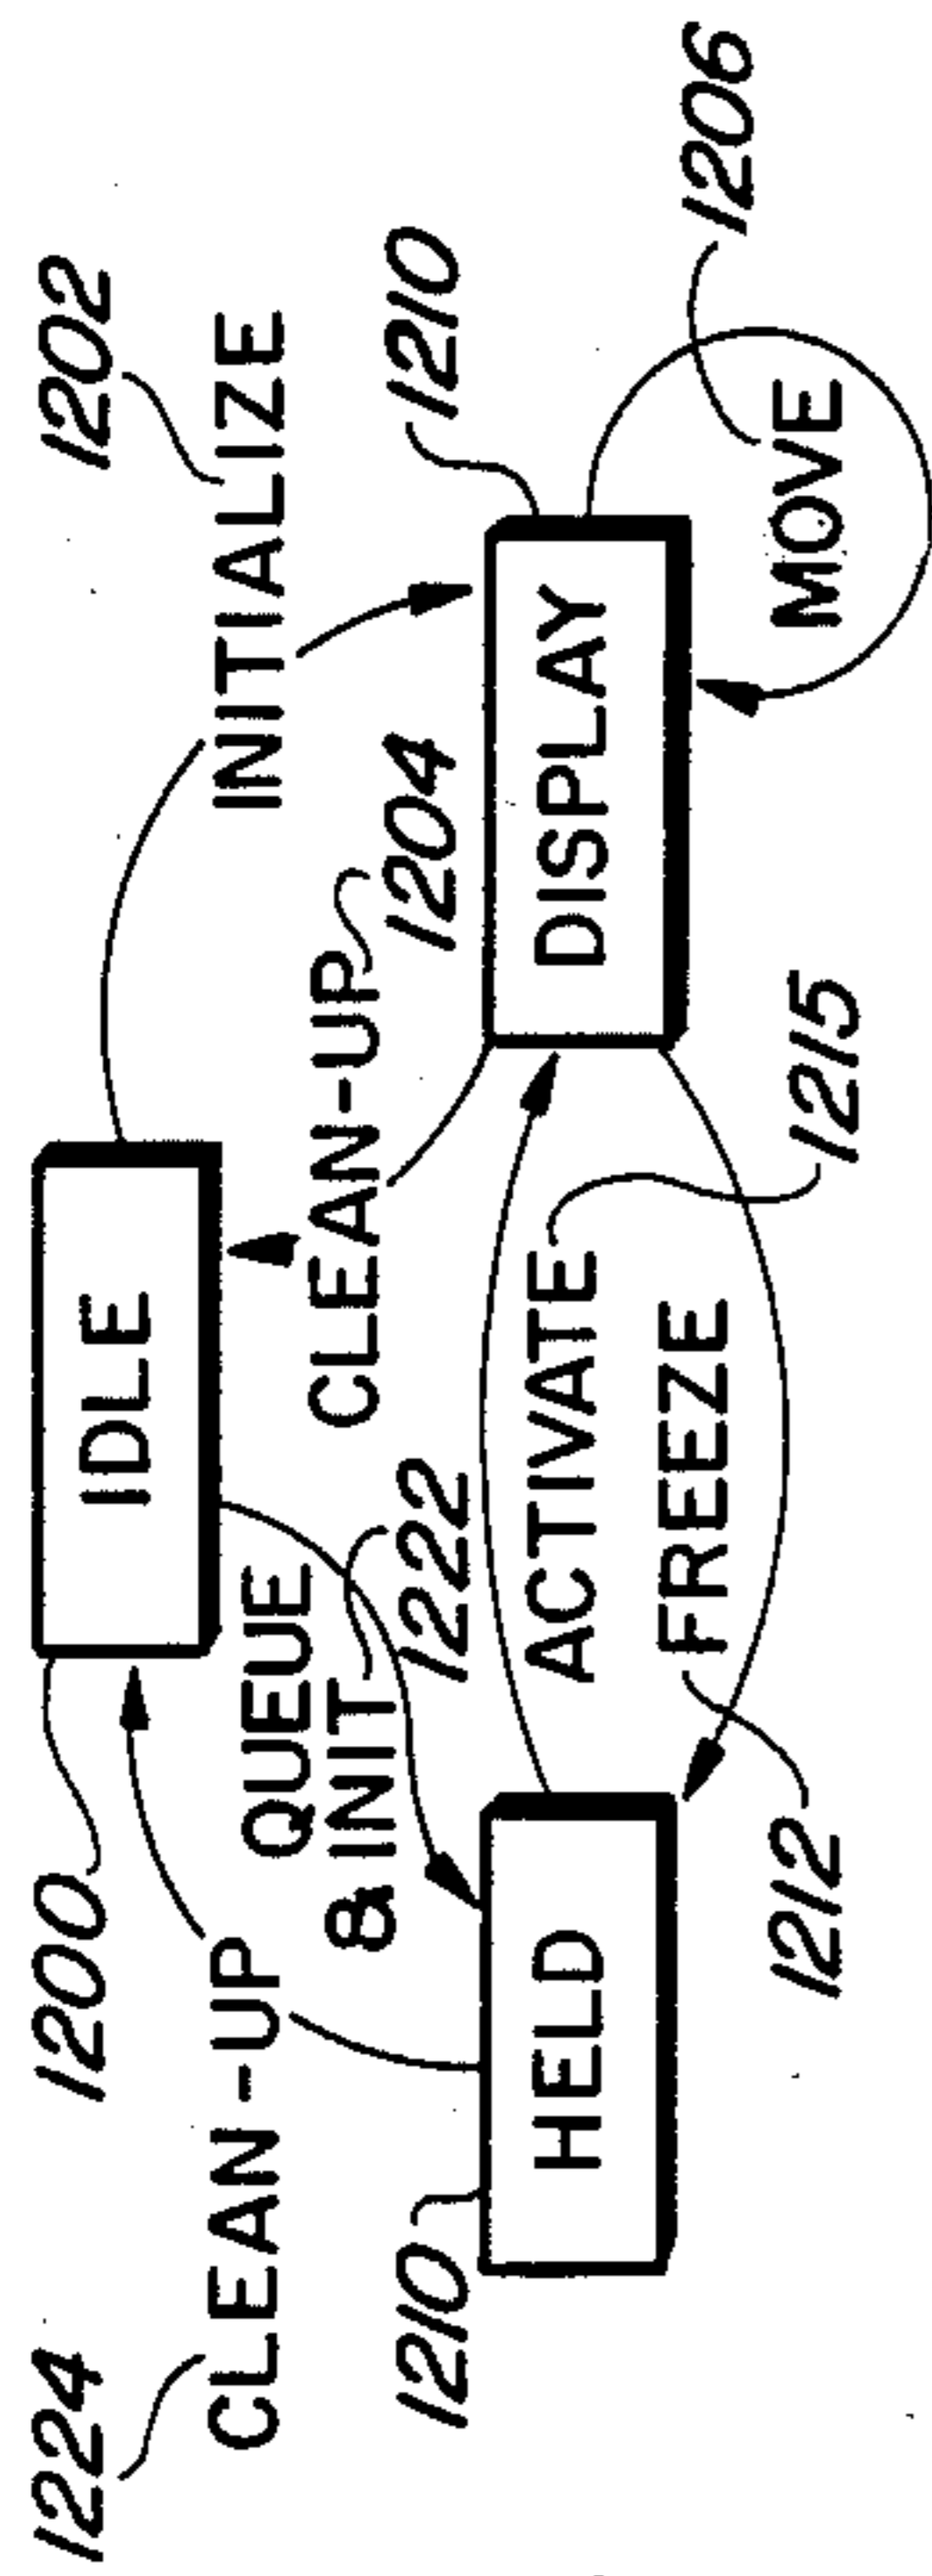 1224
CLEAN-UP
1200
IDLE
1202
INITIALIZE
QUEUE
& INIT
1222
CLEAN-UP
1204
1210
HELD
ACTIVATE
1215
FREEZE
1212
DISPLAY
1210
MOVE
1206